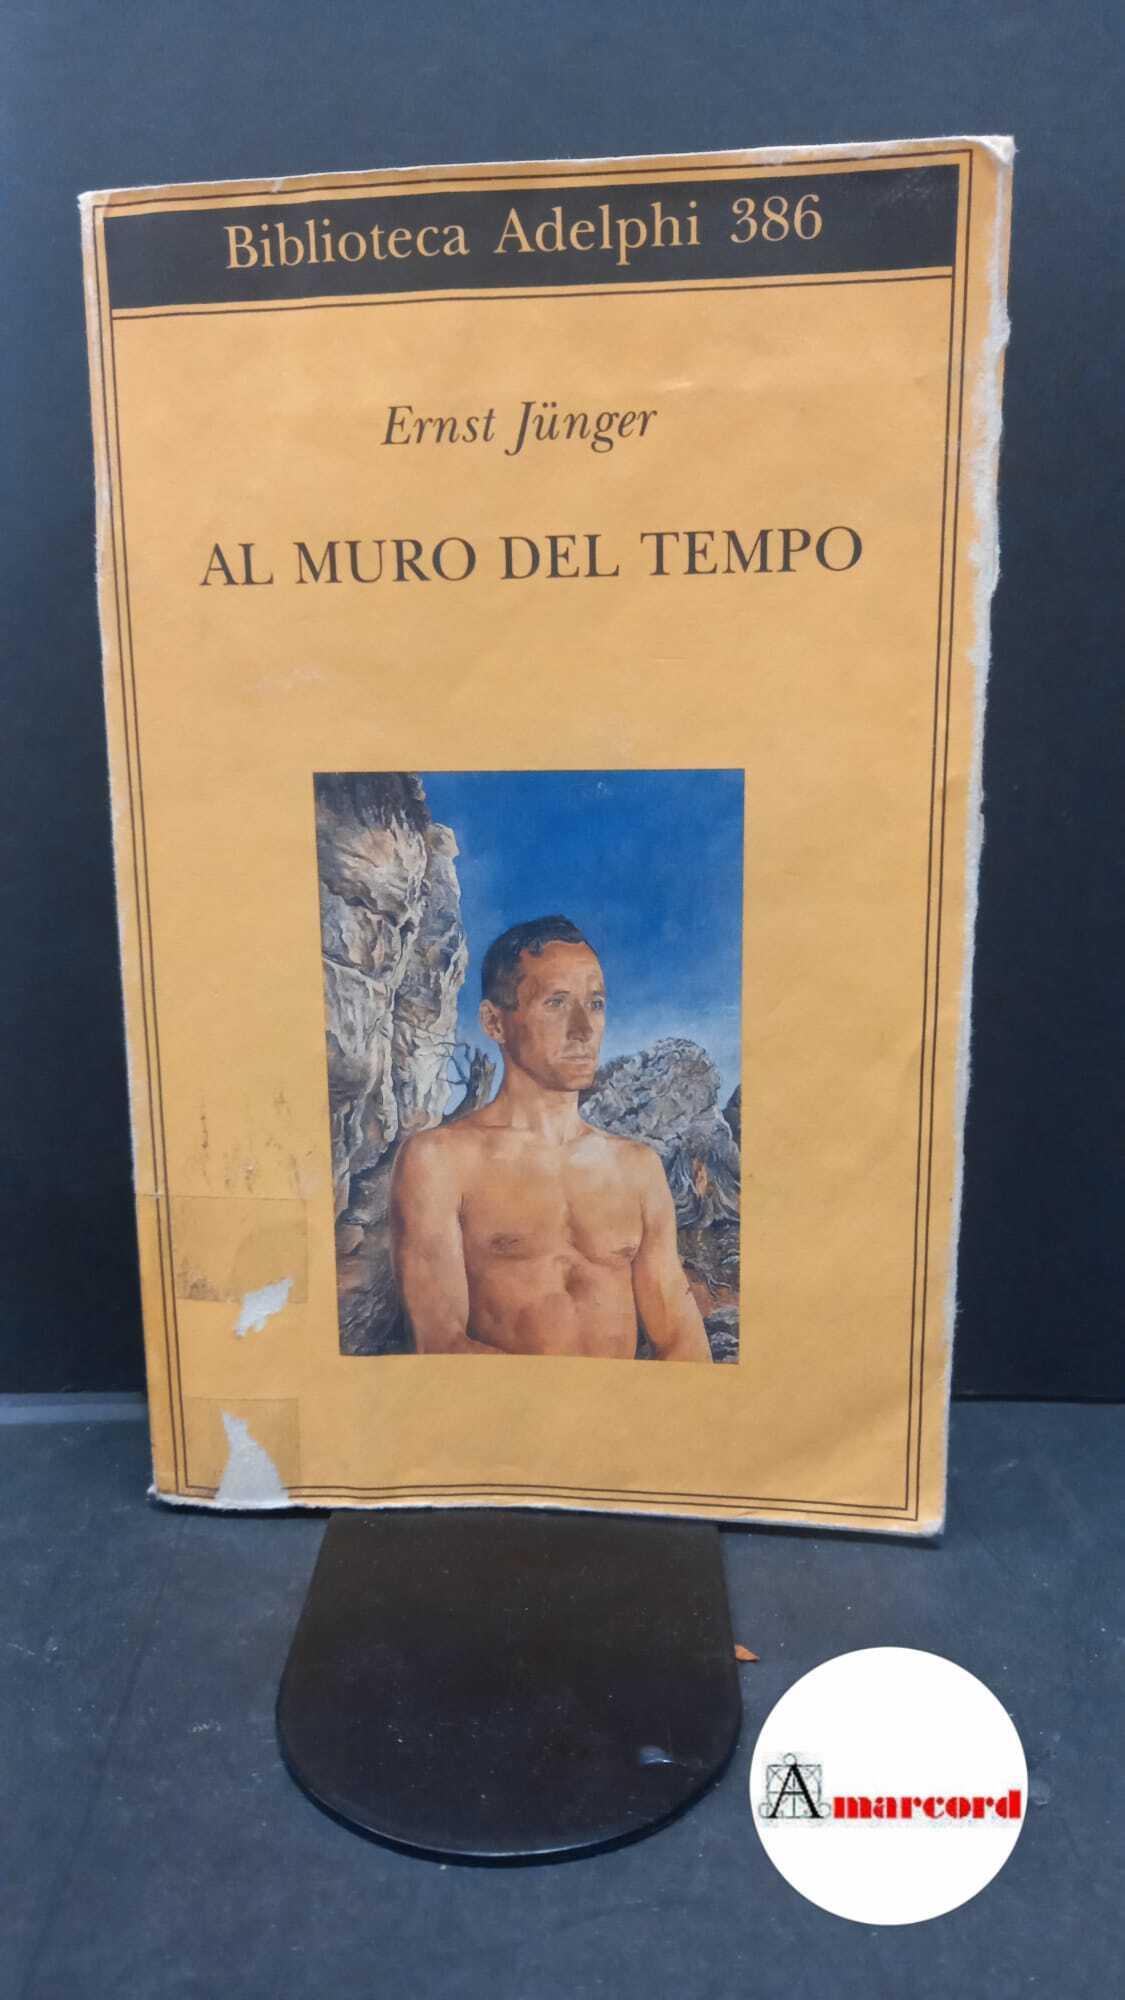 Biblioteca Adelphi 386
Ernst Jünger
AL MURO DEL TEMPO
Amarcord